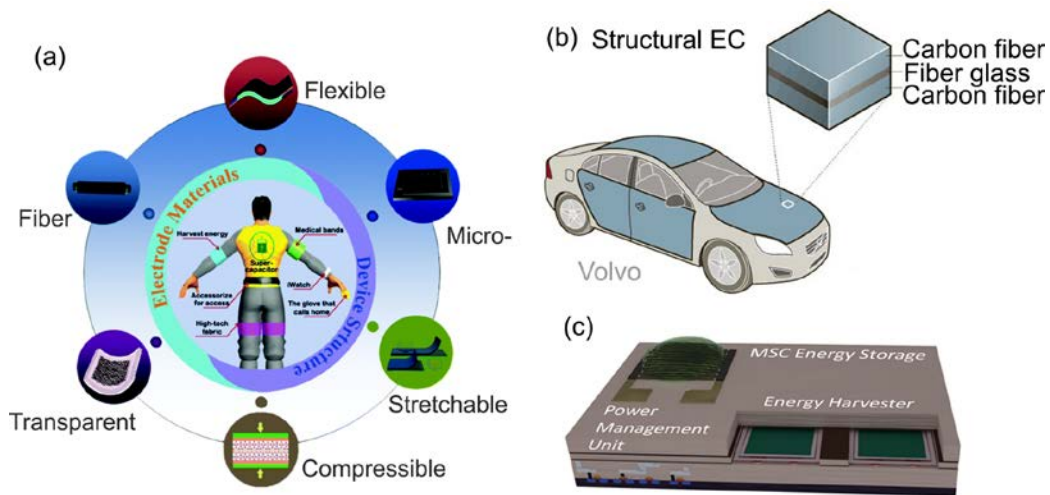 (a)
Flexible
Fiber
Micro-
Transparent
Stretchable
Compressible
Electrode Materials
Device Srtucture
Harvest energy
Medical bands
Super-
capacitor
iWatch
Accessorize
for access
The glove that
calls home
High-tech
fabric
(b) Structural EC
Carbon fiber
Fiber glass
Carbon fiber
Volvo
(c)
MSC Energy Storage
Energy Harvester
Power
Management
Unit